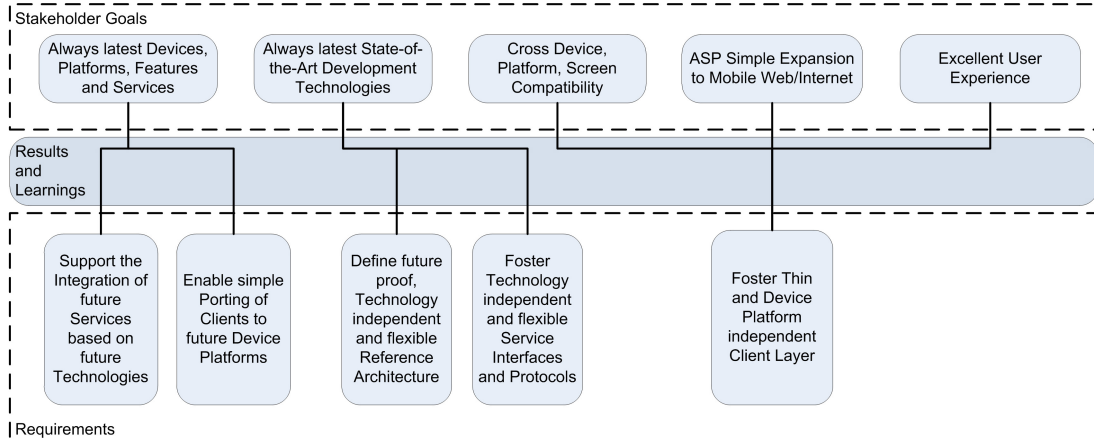 Stakeholder Goals
Always latest Devices,
Platforms, Features
and Services
Always latest State-of-
the-Art Development
Technologies
Cross Device,
Platform, Screen
Compatibility
ASP Simple Expansion
to Mobile Web/Internet
Excellent User
Experience
Results
and
Learnings
Support the
Integration of
future
Services
based on
future
Technologies
Enable simple
Porting of
Clients to
future Device
Platforms
Define future
proof,
Technology
independent
and flexible
Reference
Architecture
Foster
Technology
independent
and flexible
Service
Interfaces
and Protocols
Foster Thin
and Device
Platform
independent
Client Layer
Requirements